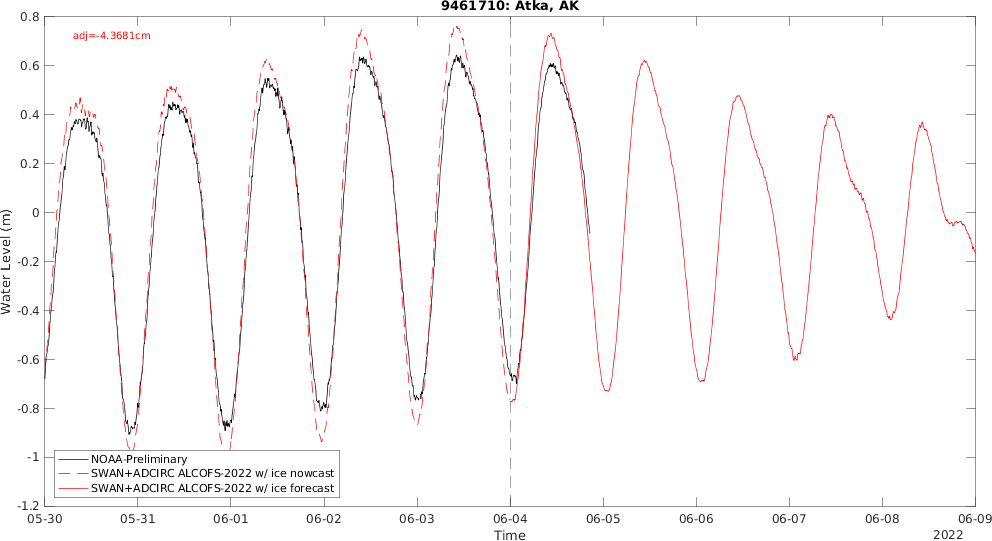 9461710: Atka, AK
adj=-4.3681cm
Water Level (m)
0.8
0.6
0.4
0.2
0
-0.2
-0.4
-0.6
-0.8
-1
-1.2
NOAA-Preliminary
SWAN+ADCIRC ALCOFS-2022 w/ ice nowcast
SWAN+ADCIRC ALCOFS-2022 w/ ice forecast
05-30 05-31 06-01 06-02 06-03 06-04 06-05 06-06 06-07 06-08 06-09
Time
2022